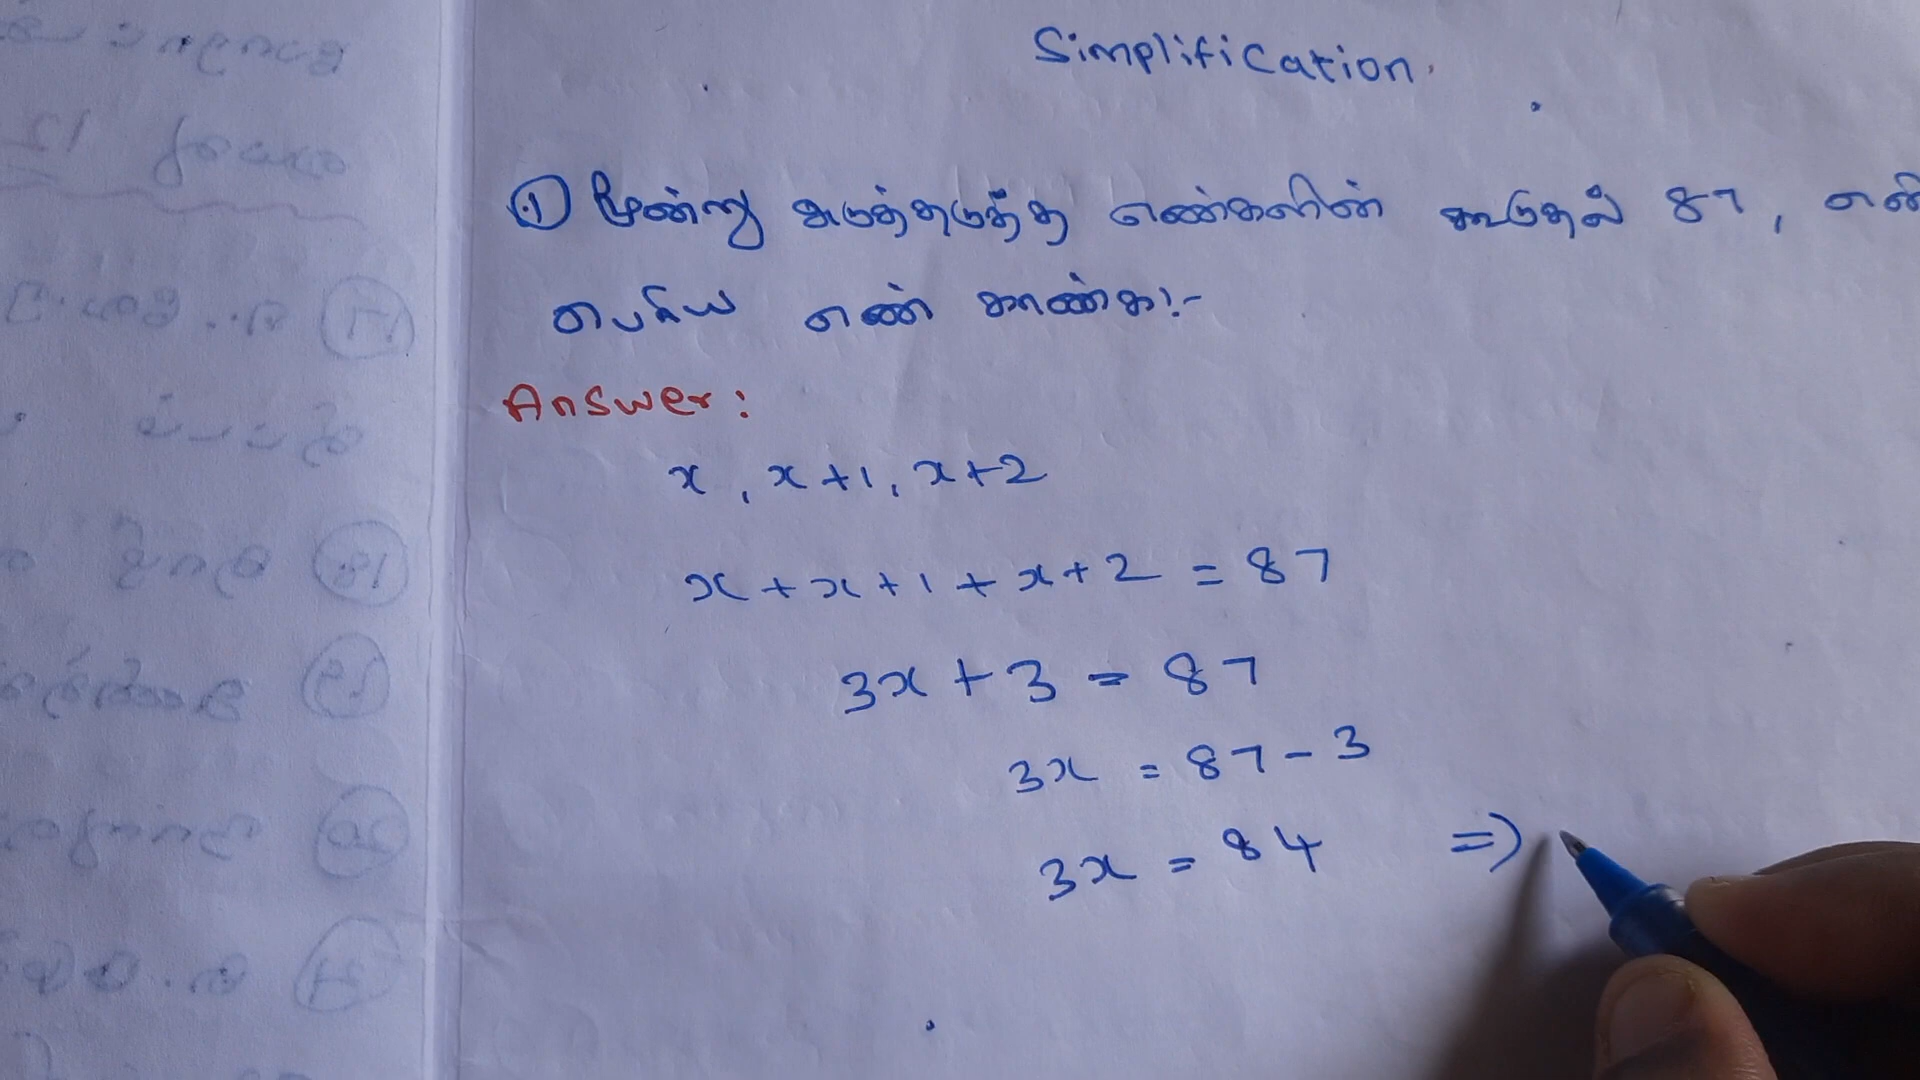 Simplification.
① மூன்று அடுத்தடுத்த எண்களின் கூடுதல் 87, எனி
பெரிய எண் காண்க:-
Answer:
x, x+1, x+2
x + x + 1 + x + 2 = 87
3x + 3 = 87
3x = 87 - 3
3x = 84 =>